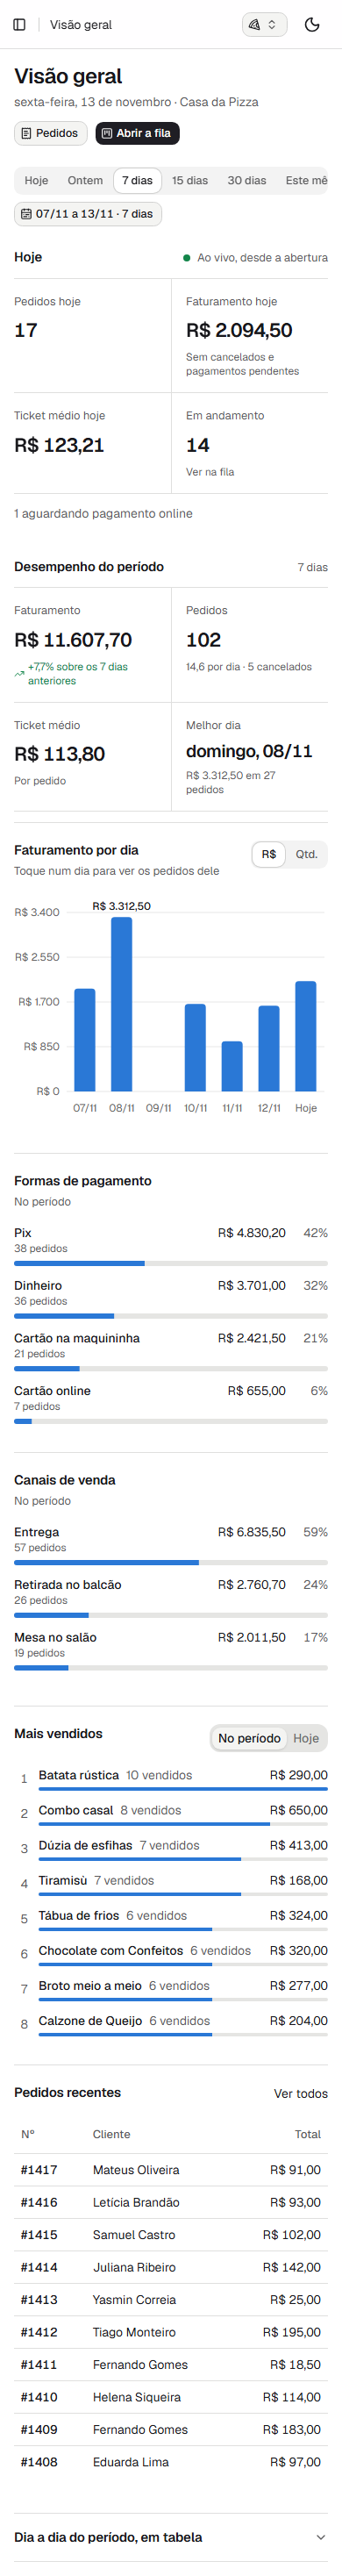 Visão geral
Visão geral
sexta-feira, 13 de novembro · Casa da Pizza
Pedidos Abrir a fila
Hoje Ontem 7 dias 15 dias 30 dias Este mê
07/11 a 13/11 · 7 dias
Hoje Ao vivo, desde a abertura
Pedidos hoje
17
Faturamento hoje
R$ 2.094,50
Sem cancelados e
pagamentos pendentes
Ticket médio hoje
R$ 123,21
Em andamento
14
Ver na fila
1 aguardando pagamento online
Desempenho do período 7 dias
Faturamento
R$ 11.607,70
+7,7% sobre os 7 dias
anteriores
Pedidos
102
14,6 por dia · 5 cancelados
Ticket médio
R$ 113,80
Por pedido
Melhor dia
domingo, 08/11
R$ 3.312,50 em 27
pedidos
Faturamento por dia R$ Qtd.
Toque num dia para ver os pedidos dele
R$ 3.312,50
R$ 3.400
R$ 2.550
R$ 1.700
R$ 850
R$ 0
07/11 08/11 09/11 10/11 11/11 12/11 Hoje
Formas de pagamento
No período
Pix R$ 4.830,20 42%
38 pedidos
Dinheiro R$ 3.701,00 32%
36 pedidos
Cartão na maquininha R$ 2.421,50 21%
21 pedidos
Cartão online R$ 655,00 6%
7 pedidos
Canais de venda
No período
Entrega R$ 6.835,50 59%
57 pedidos
Retirada no balcão R$ 2.760,70 24%
26 pedidos
Mesa no salão R$ 2.011,50 17%
19 pedidos
Mais vendidos No período Hoje
1 Batata rústica 10 vendidos R$ 290,00
2 Combo casal 8 vendidos R$ 650,00
3 Dúzia de esfihas 7 vendidos R$ 413,00
4 Tiramisù 7 vendidos R$ 168,00
5 Tábua de frios 6 vendidos R$ 324,00
6 Chocolate com Confeitos 6 vendidos R$ 320,00
7 Broto meio a meio 6 vendidos R$ 277,00
8 Calzone de Queijo 6 vendidos R$ 204,00
Pedidos recentes Ver todos
Nº Cliente Total
#1417 Mateus Oliveira R$ 91,00
#1416 Letícia Brandão R$ 93,00
#1415 Samuel Castro R$ 102,00
#1414 Juliana Ribeiro R$ 142,00
#1413 Yasmin Correia R$ 25,00
#1412 Tiago Monteiro R$ 195,00
#1411 Fernando Gomes R$ 18,50
#1410 Helena Siqueira R$ 114,00
#1409 Fernando Gomes R$ 183,00
#1408 Eduarda Lima R$ 97,00
Dia a dia do período, em tabela